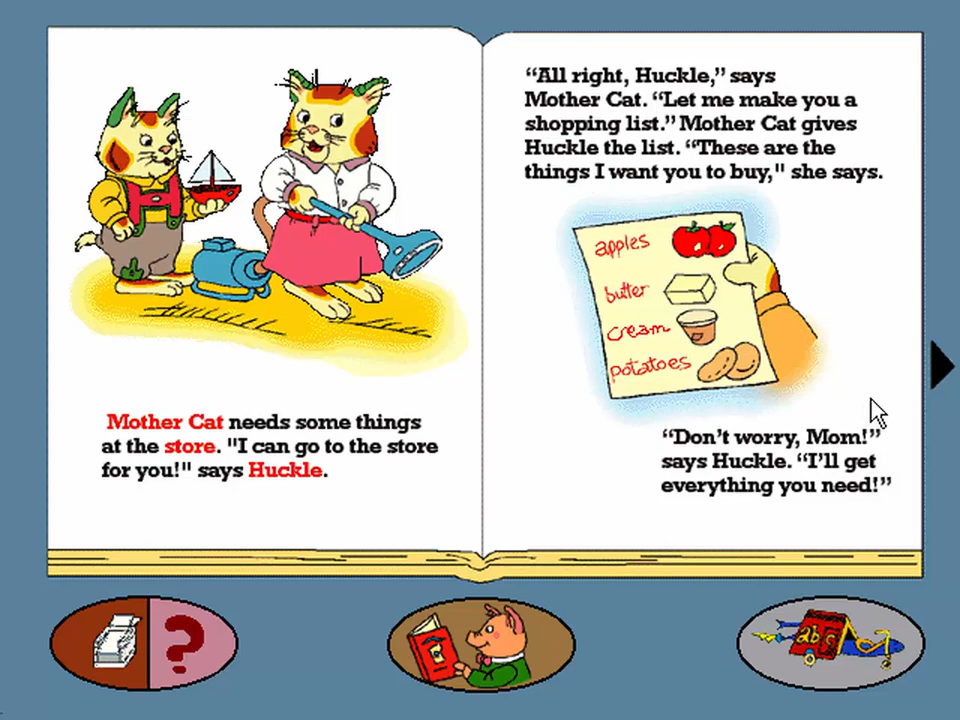 Mother Cat needs some things
at the store. "I can go to the store
for you!" says Huckle.
“All right, Huckle,” says
Mother Cat. “Let me make you a
shopping list.” Mother Cat gives
Huckle the list. “These are the
things I want you to buy," she says.
apples
butter
cream
potatoes
“Don’t worry, Mom!”
says Huckle. “I’ll get
everything you need!”
?